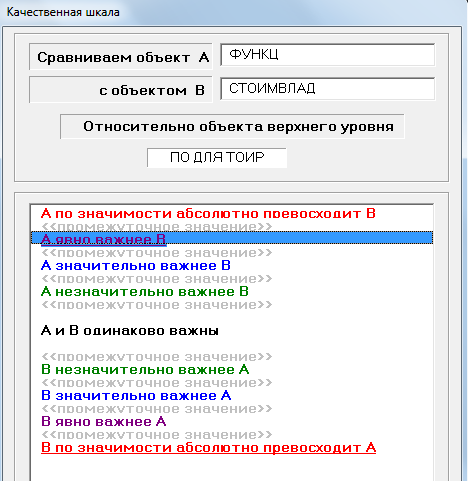 Качественная шкала
Сравниваем объект A
ФУНКЦ
с объектом B
СТОИМВЛАД
Относительно объекта верхнего уровня
ПО ДЛЯ ТОИР
A по значимости абсолютно превосходит B
<<промежуточное значение>>
A явно важнее B
<<промежуточное значение>>
A значительно важнее B
<<промежуточное значение>>
A незначительно важнее B
<<промежуточное значение>>
A и B одинаково важны
<<промежуточное значение>>
B незначительно важнее A
<<промежуточное значение>>
B значительно важнее A
<<промежуточное значение>>
B явно важнее A
<<промежуточное значение>>
B по значимости абсолютно превосходит A